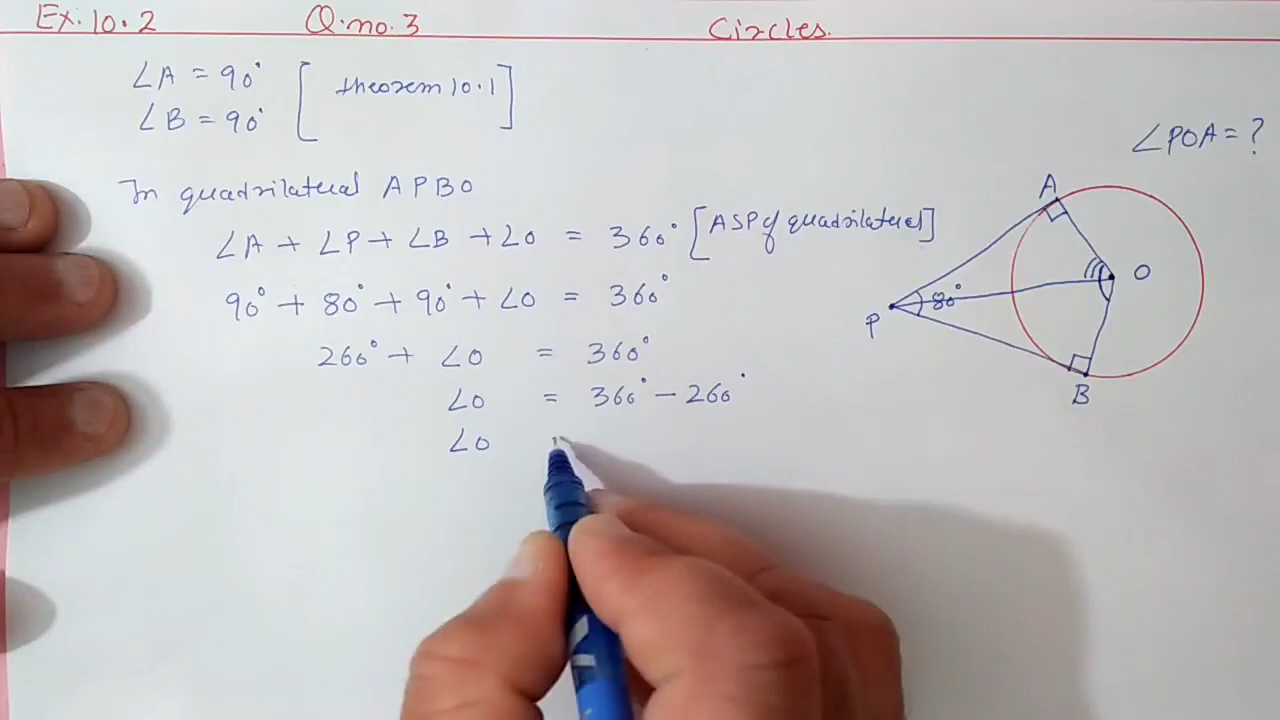 Ex. 10.2 Q.no.3 Circles.
∠A = 90° [theorem 10.1]
∠B = 90°
∠POA = ?
In quadrilateral APBO
∠A + ∠P + ∠B + ∠O = 360° [ASP of quadrilateral]
90° + 80° + 90° + ∠O = 360°
260° + ∠O = 360°
∠O = 360° - 260°
∠O
A
O
80°
P
B